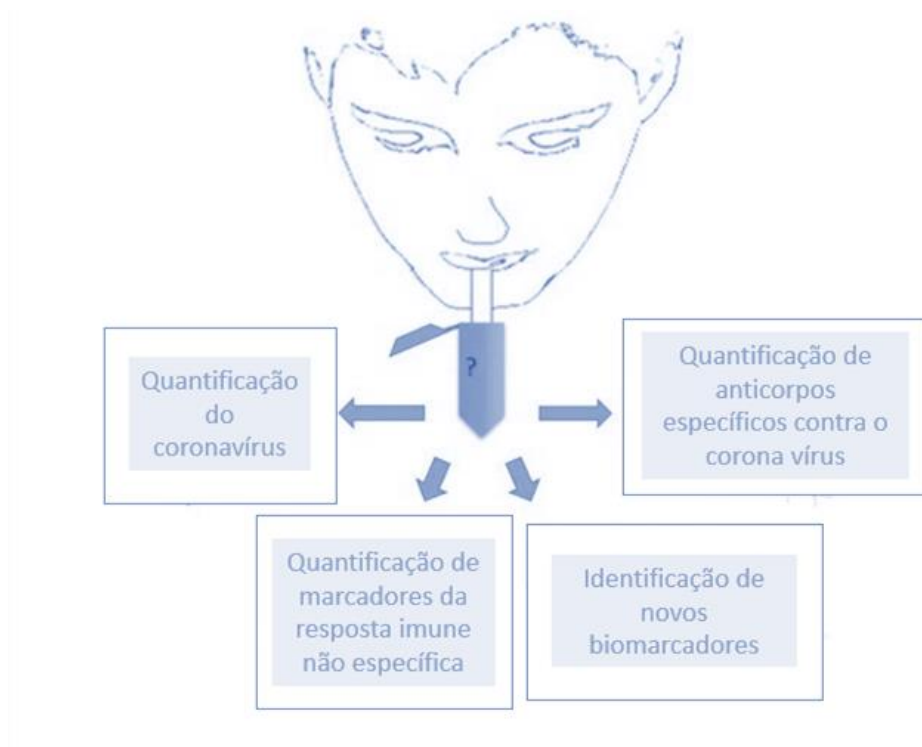 ?
Quantificação
do
coronavírus
Quantificação de
anticorpos
específicos contra o
corona vírus
Quantificação de
marcadores da
resposta imune
não específica
Identificação de
novos
biomarcadores